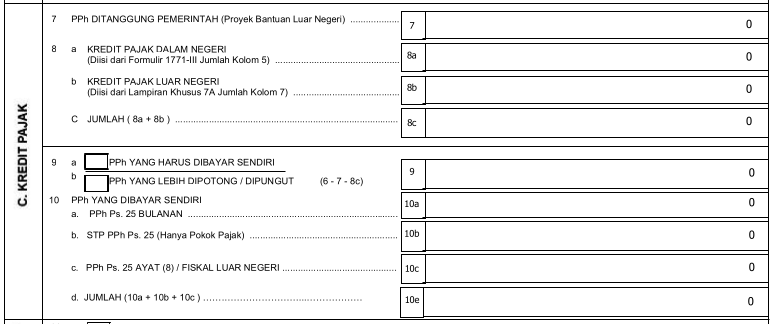 C. KREDIT PAJAK
7 PPh DITANGGUNG PEMERINTAH (Proyek Bantuan Luar Negeri) .................... 7 0
8 a KREDIT PAJAK DALAM NEGERI
(Diisi dari Formulir 1771-III Jumlah Kolom 5) .................... 8a 0
b KREDIT PAJAK LUAR NEGERI
(Diisi dari Lampiran Khusus 7A Jumlah Kolom 7) .................... 8b 0
C JUMLAH ( 8a + 8b ) .................... 8c 0
9 a PPh YANG HARUS DIBAYAR SENDIRI
b PPh YANG LEBIH DIPOTONG / DIPUNGUT (6 - 7 - 8c) 9 0
10 PPh YANG DIBAYAR SENDIRI
a. PPh Ps. 25 BULANAN .................... 10a 0
b. STP PPh Ps. 25 (Hanya Pokok Pajak) .................... 10b 0
c. PPh Ps. 25 AYAT (8) / FISKAL LUAR NEGERI .................... 10c 0
d. JUMLAH (10a + 10b + 10c ) .................... 10e 0